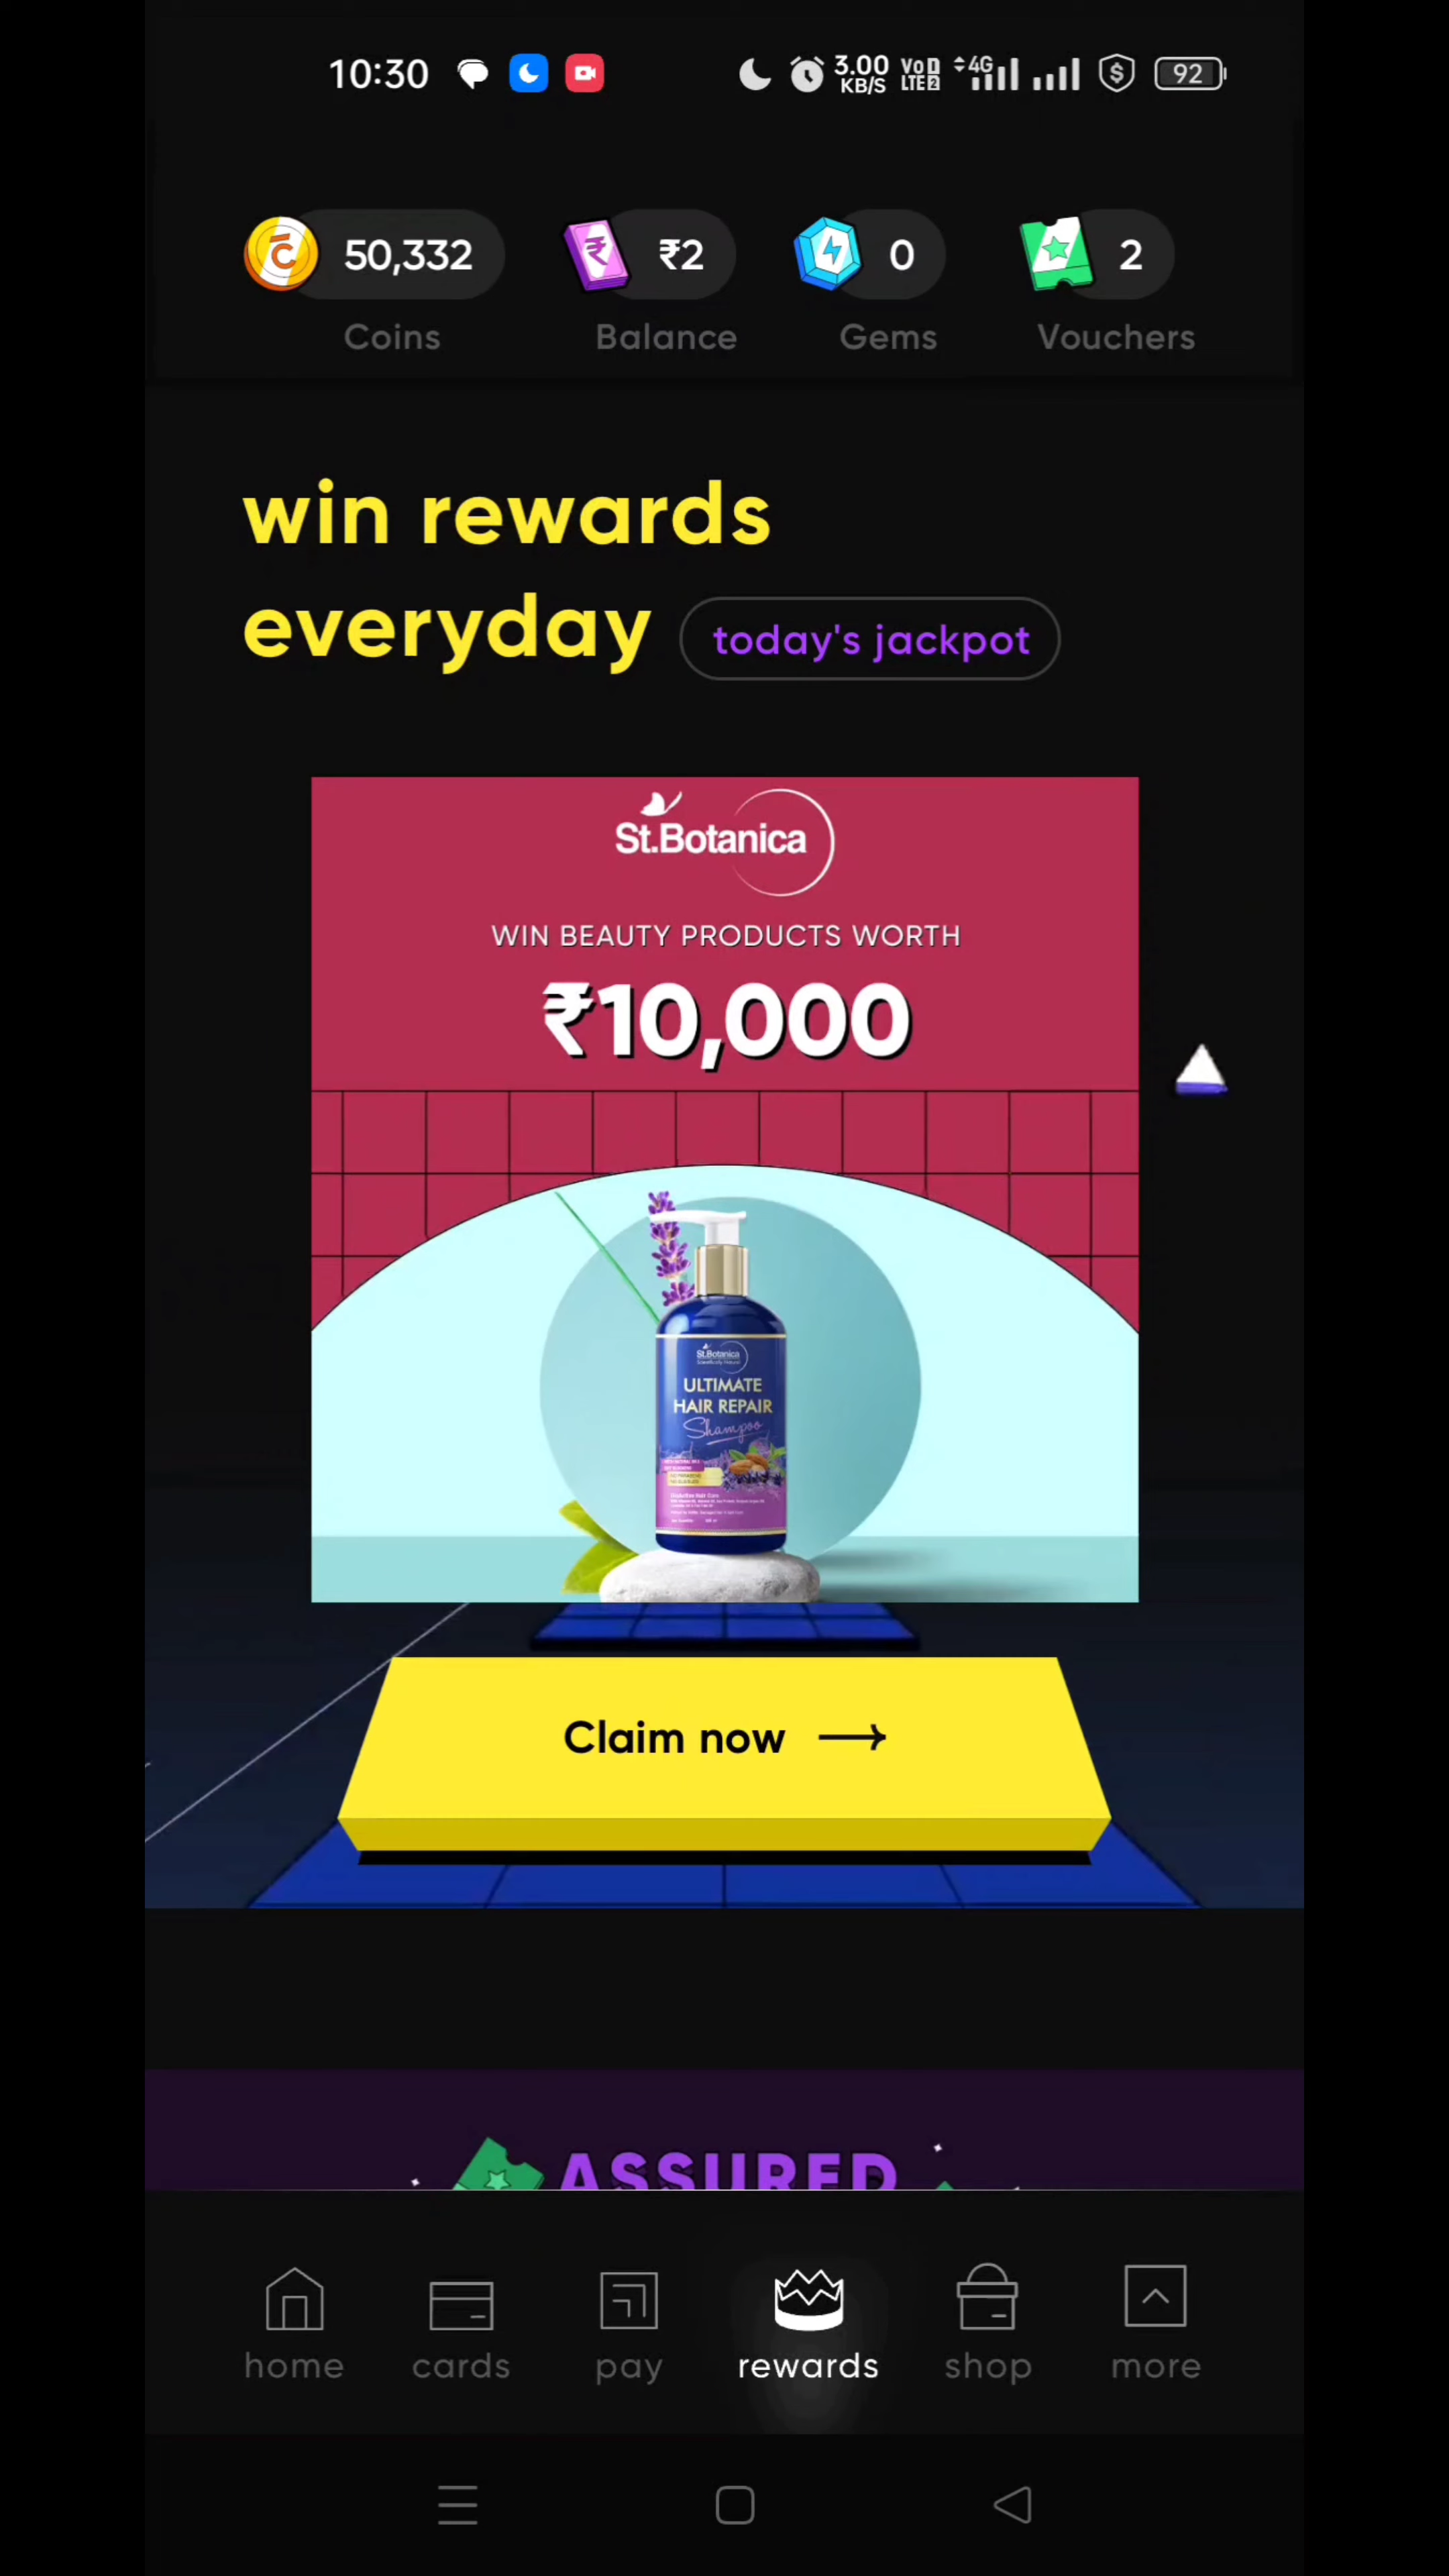 10:30 3.00 KB/S VoD LTE2 4G 92
50,332 ₹2 0 2
Coins Balance Gems Vouchers
win rewards
everyday today's jackpot
St.Botanica
WIN BEAUTY PRODUCTS WORTH
₹10,000
St.Botanica
ULTIMATE
HAIR REPAIR
Shampoo
Claim now
ASSURED
home cards pay rewards shop more